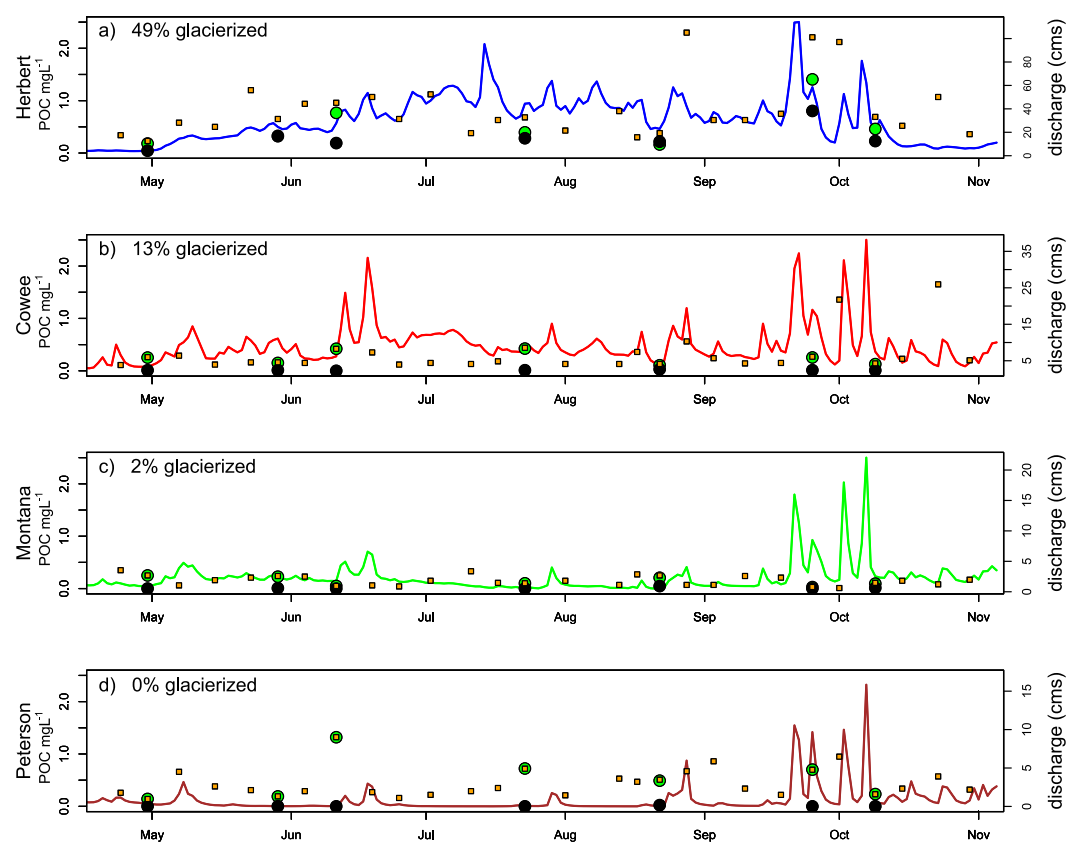 a) 49% glacierized
Herbert
POC mgL-1
0.0 1.0 2.0
0 20 40 60 80
discharge (cms)
May Jun Jul Aug Sep Oct Nov
b) 13% glacierized
Cowee
POC mgL-1
0.0 1.0 2.0
5 15 25 35
discharge (cms)
May Jun Jul Aug Sep Oct Nov
c) 2% glacierized
Montana
POC mgL-1
0.0 1.0 2.0
0 5 10 15 20
discharge (cms)
May Jun Jul Aug Sep Oct Nov
d) 0% glacierized
Peterson
POC mgL-1
0.0 1.0 2.0
0 5 10 15
discharge (cms)
May Jun Jul Aug Sep Oct Nov